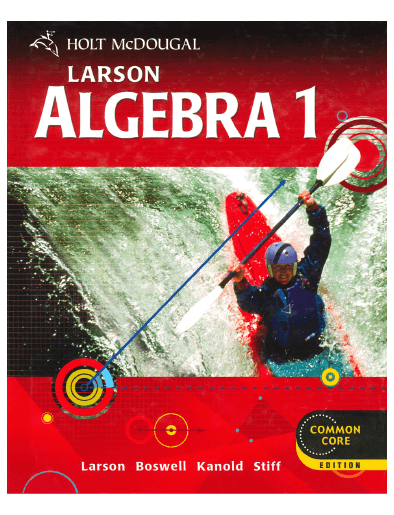 HOLT McDOUGAL
LARSON
ALGEBRA 1
COMMON
CORE
EDITION
Larson Boswell Kanold Stiff